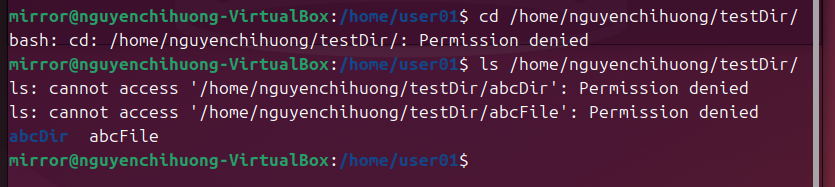 mirror@nguyenchihuong-VirtualBox:/home/user01$ cd /home/nguyenchihuong/testDir/
bash: cd: /home/nguyenchihuong/testDir/: Permission denied
mirror@nguyenchihuong-VirtualBox:/home/user01$ ls /home/nguyenchihuong/testDir/
ls: cannot access '/home/nguyenchihuong/testDir/abcDir': Permission denied
ls: cannot access '/home/nguyenchihuong/testDir/abcFile': Permission denied
abcDir  abcFile
mirror@nguyenchihuong-VirtualBox:/home/user01$